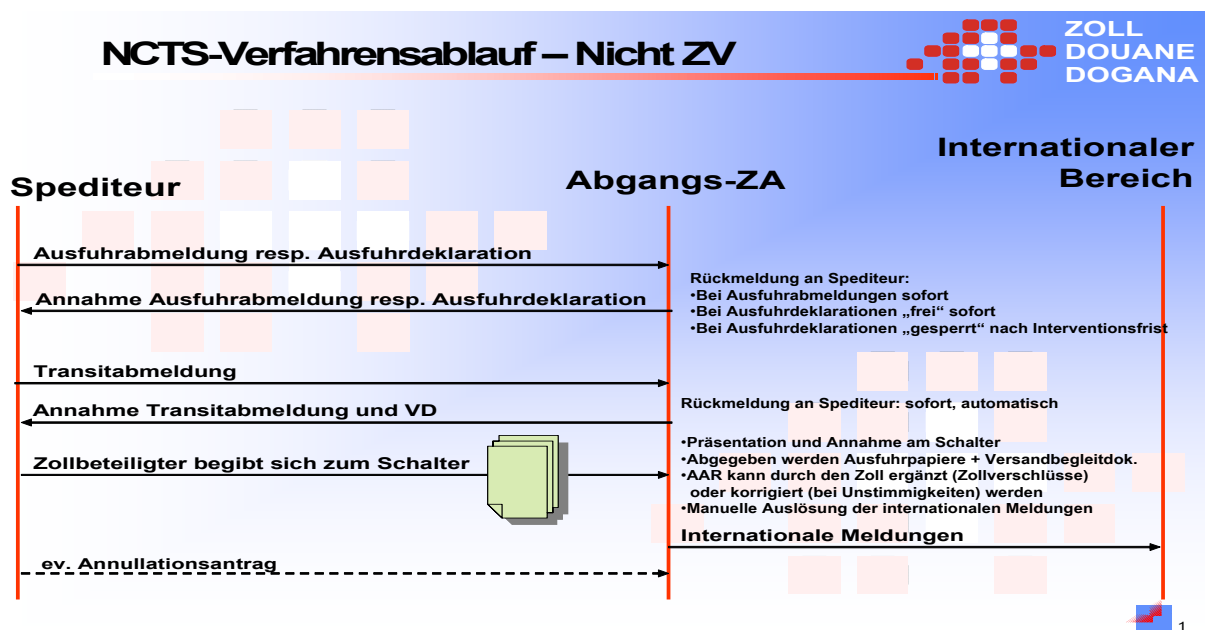 NCTS-Verfahrensablauf – Nicht ZV
ZOLL
DOUANE
DOGANA
Spediteur
Abgangs-ZA
Internationaler
Bereich
Ausfuhrabmeldung resp. Ausfuhrdeklaration
Annahme Ausfuhrabmeldung resp. Ausfuhrdeklaration
Rückmeldung an Spediteur:
•Bei Ausfuhrabmeldungen sofort
•Bei Ausfuhrdeklarationen „frei“ sofort
•Bei Ausfuhrdeklarationen „gesperrt“ nach Interventionsfrist
Transitabmeldung
Annahme Transitabmeldung und VD
Rückmeldung an Spediteur: sofort, automatisch
Zollbeteiligter begibt sich zum Schalter
•Präsentation und Annahme am Schalter
•Abgegeben werden Ausfuhrpapiere + Versandbegleitdok.
•AAR kann durch den Zoll ergänzt (Zollverschlüsse)
oder korrigiert (bei Unstimmigkeiten) werden
•Manuelle Auslösung der internationalen Meldungen
Internationale Meldungen
ev. Annullationsantrag
1